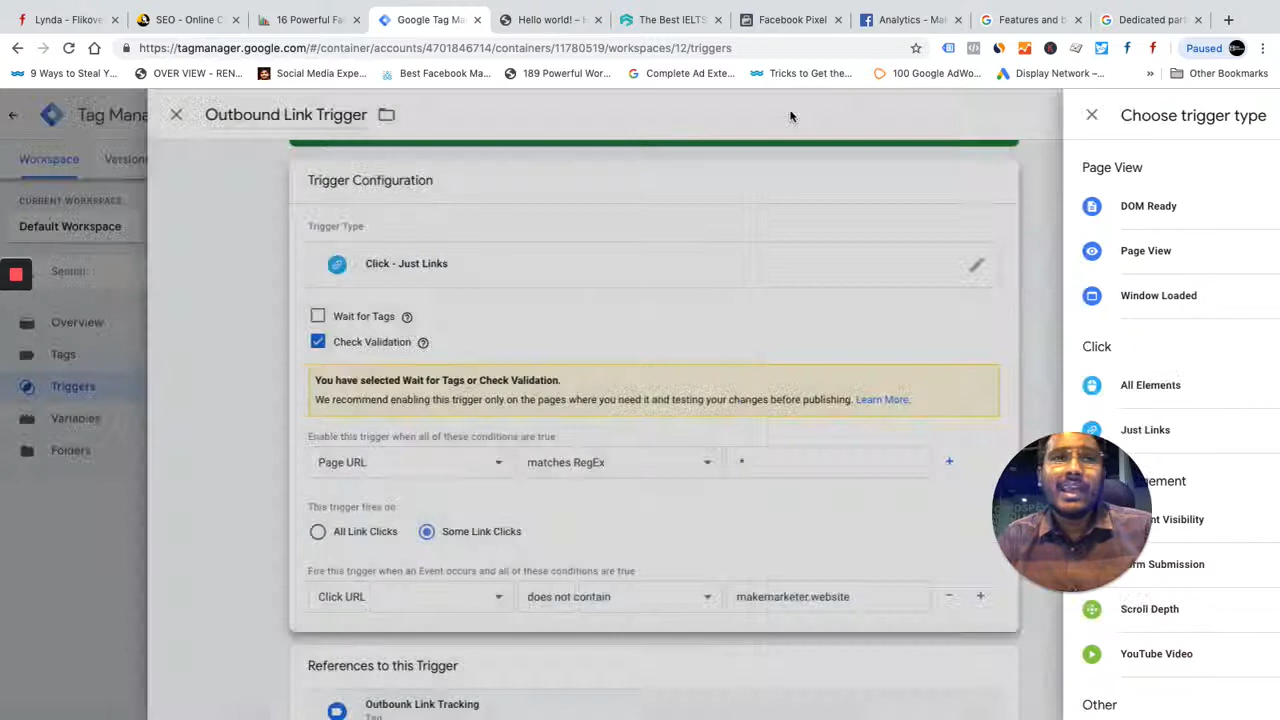 Lynda – Flikove
SEO - Online C
16 Powerful Fac
Google Tag Ma
Hello world! – H
The Best IELTS
Facebook Pixel
Analytics - Ma
Features and b
Dedicated part
https://tagmanager.google.com/#/container/accounts/4701846714/containers/11780519/workspaces/12/triggers
Paused
9 Ways to Steal Y...
OVER VIEW - REN...
Social Media Expe...
Best Facebook Ma...
189 Powerful Wor...
Complete Ad Exte...
Tricks to Get the...
100 Google AdWo...
Display Network –...
»
Other Bookmarks
Tag Mana
Outbound Link Trigger
Choose trigger type
Workspace
Version
CURRENT WORKSPACE
Default Workspace
Overview
Tags
Triggers
Variables
Folders
Trigger Configuration
Trigger Type
Click - Just Links
Wait for Tags
Check Validation
You have selected Wait for Tags or Check Validation.
We recommend enabling this trigger only on the pages where you need it and testing your changes before publishing. Learn More.
Enable this trigger when all of these conditions are true
Page URL
matches RegEx
*
This trigger fires on
All Link Clicks
Some Link Clicks
Fire this trigger when an Event occurs and all of these conditions are true
Click URL
does not contain
makemarketer.website
References to this Trigger
Outbounk Link Tracking
Tag
Page View
DOM Ready
Page View
Window Loaded
Click
All Elements
Just Links
gement
nt Visibility
rm Submission
Scroll Depth
YouTube Video
Other